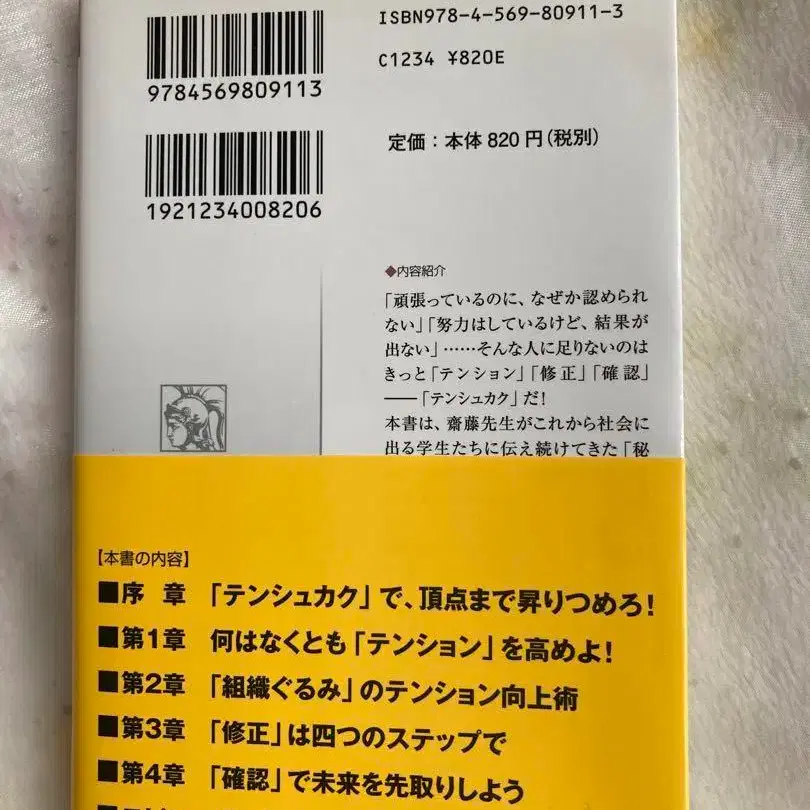 ISBN978-4-569-80911-3
9784569809113
C1234 ¥820E
定価：本体820円(税別)
1921234008206
◆内容紹介
「頑張っているのに、なぜか認められ
ない」「努力はしているけど、結果が
出ない」……そんな人に足りないのは
きっと「テンション」「修正」「確認」
――「テンシュカク」だ！
本書は、齋藤先生がこれから社会に
出る学生たちに伝え続けてきた「秘
【本書の内容】
■序 章 「テンシュカク」で、頂点まで昇りつめろ！
■第1章 何はなくとも「テンション」を高めよ！
■第2章 「組織ぐるみ」のテンション向上術
■第3章 「修正」は四つのステップで
■第4章 「確認」で未来を先取りしよう